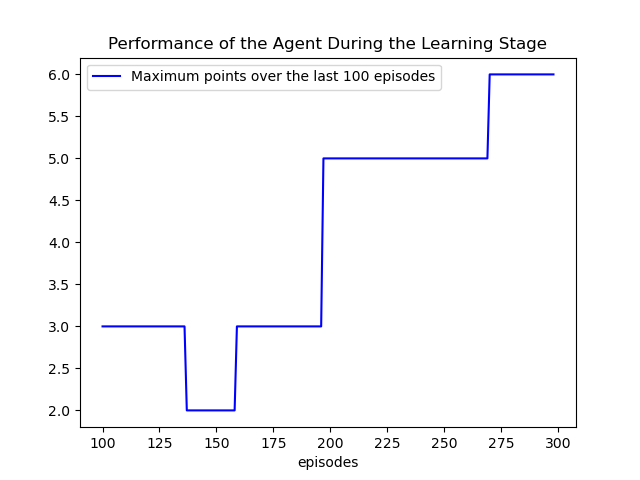 Performance of the Agent During the Learning Stage
Maximum points over the last 100 episodes
6.0
5.5
5.0
4.5
4.0
3.5
3.0
2.5
2.0
100 125 150 175 200 225 250 275 300
episodes